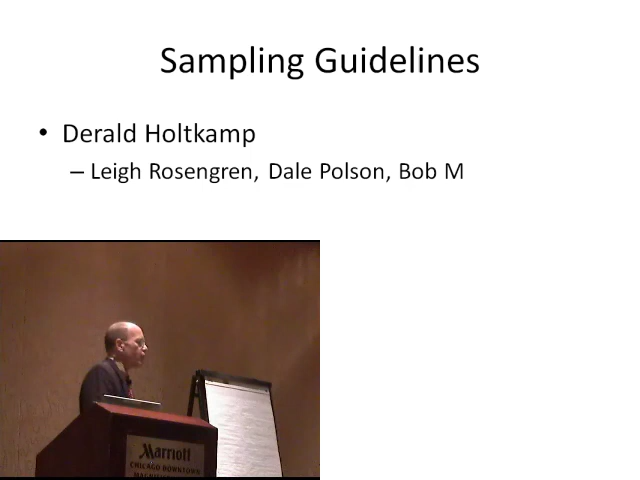 Sampling Guidelines
• Derald Holtkamp
– Leigh Rosengren, Dale Polson, Bob M
Marriott
CHICAGO DOWNTOWN